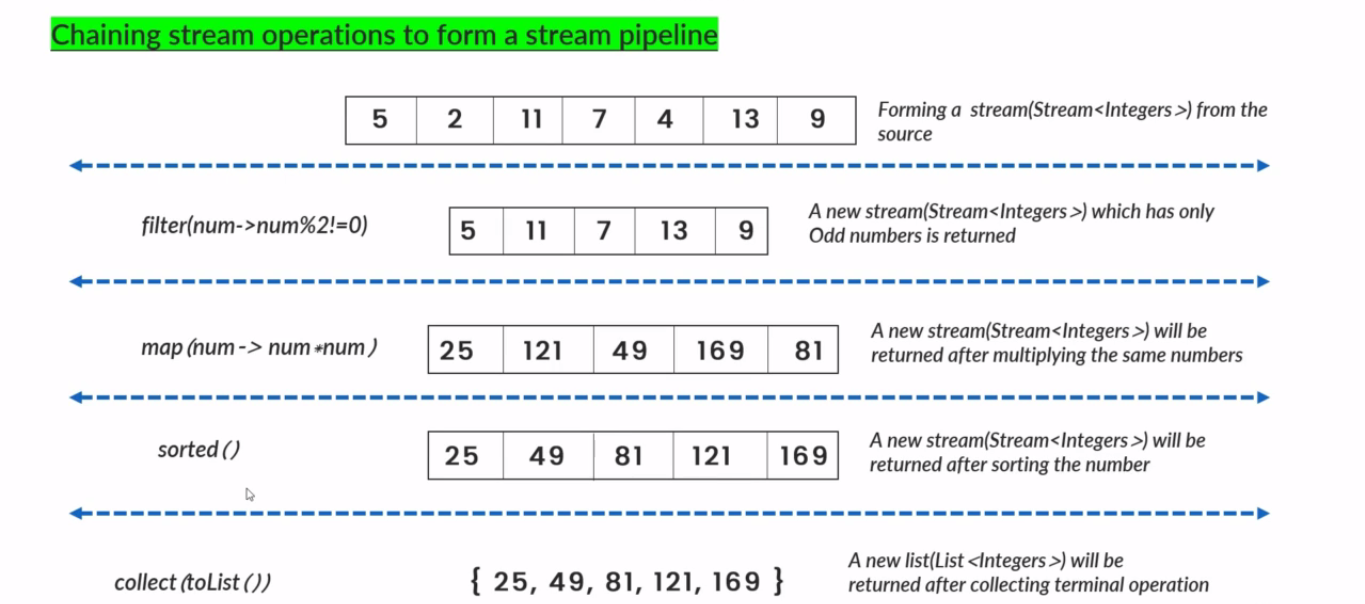 Chaining stream operations to form a stream pipeline
5 2 11 7 4 13 9
Forming a stream(Stream<Integers>) from the
source
filter(num->num%2!=0)
5 11 7 13 9
A new stream(Stream<Integers>) which has only
Odd numbers is returned
map (num -> num *num )
25 121 49 169 81
A new stream(Stream<Integers>) will be
returned after multiplying the same numbers
sorted ()
25 49 81 121 169
A new stream(Stream<Integers>) will be
returned after sorting the number
collect (toList ())
{ 25, 49, 81, 121, 169 }
A new list(List <Integers>) will be
returned after collecting terminal operation